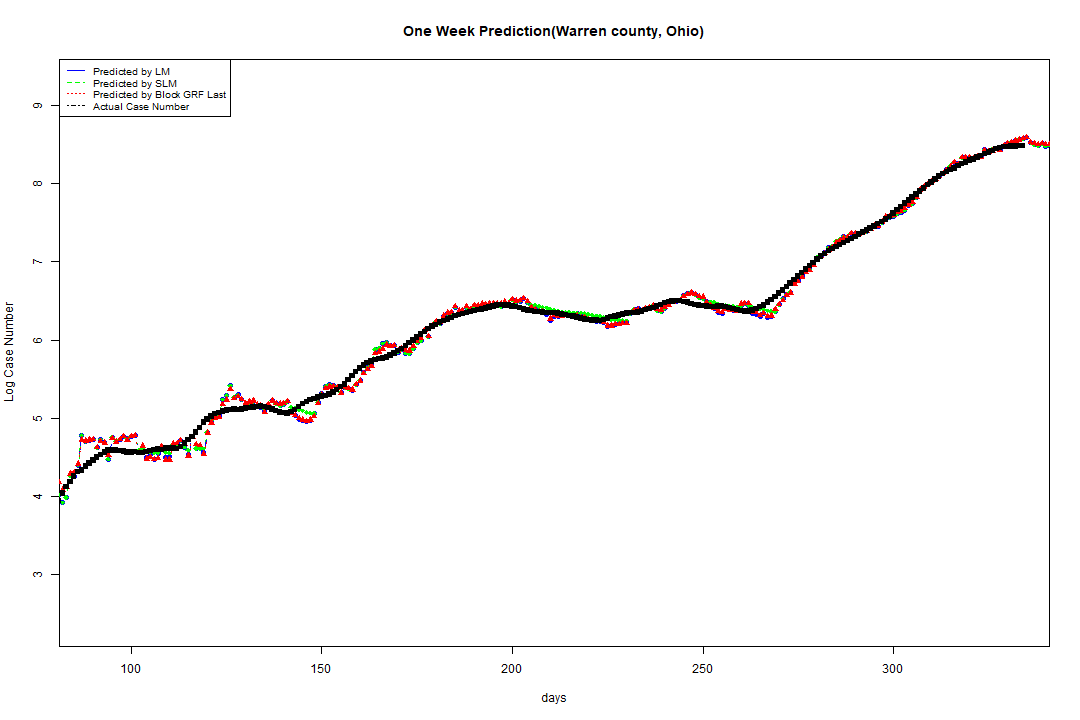 One Week Prediction(Warren county, Ohio)
Predicted by LM
Predicted by SLM
Predicted by Block GRF Last
Actual Case Number
9
8
7
6
5
4
3
Log Case Number
100 150 200 250 300
days